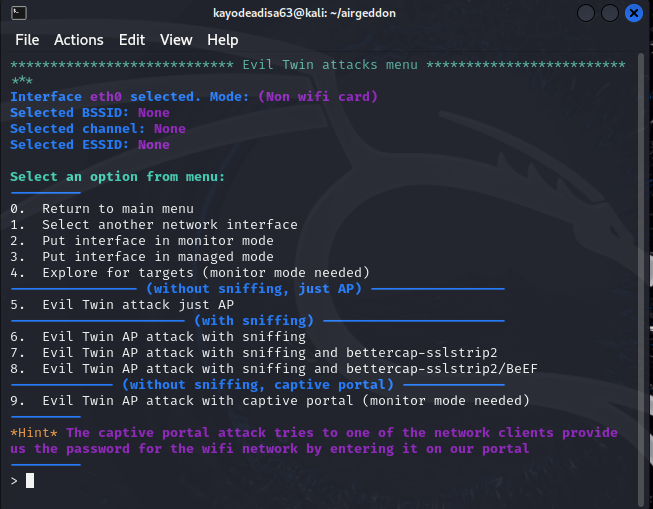 kayodeadisa63@kali: ~/airgeddon
File Actions Edit View Help
**************************** Evil Twin attacks menu *************************
***
Interface eth0 selected. Mode: (Non wifi card)
Selected BSSID: None
Selected channel: None
Selected ESSID: None
Select an option from menu:
0. Return to main menu
1. Select another network interface
2. Put interface in monitor mode
3. Put interface in managed mode
4. Explore for targets (monitor mode needed)
(without sniffing, just AP)
5. Evil Twin attack just AP
(with sniffing)
6. Evil Twin AP attack with sniffing
7. Evil Twin AP attack with sniffing and bettercap-sslstrip2
8. Evil Twin AP attack with sniffing and bettercap-sslstrip2/BeEF
(without sniffing, captive portal)
9. Evil Twin AP attack with captive portal (monitor mode needed)
*Hint* The captive portal attack tries to one of the network clients provide
us the password for the wifi network by entering it on our portal
>